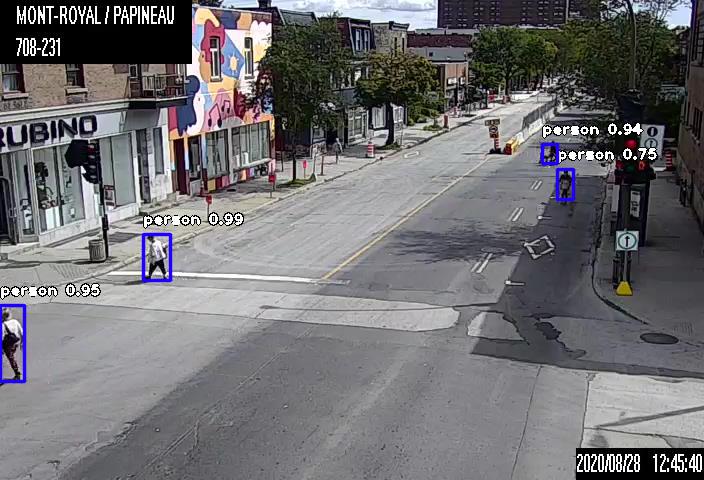 MONT-ROYAL / PAPINEAU
708-231
RUBINO
person 0.94
person 0.75
person 0.99
person 0.95
2020/08/28 12:45:40